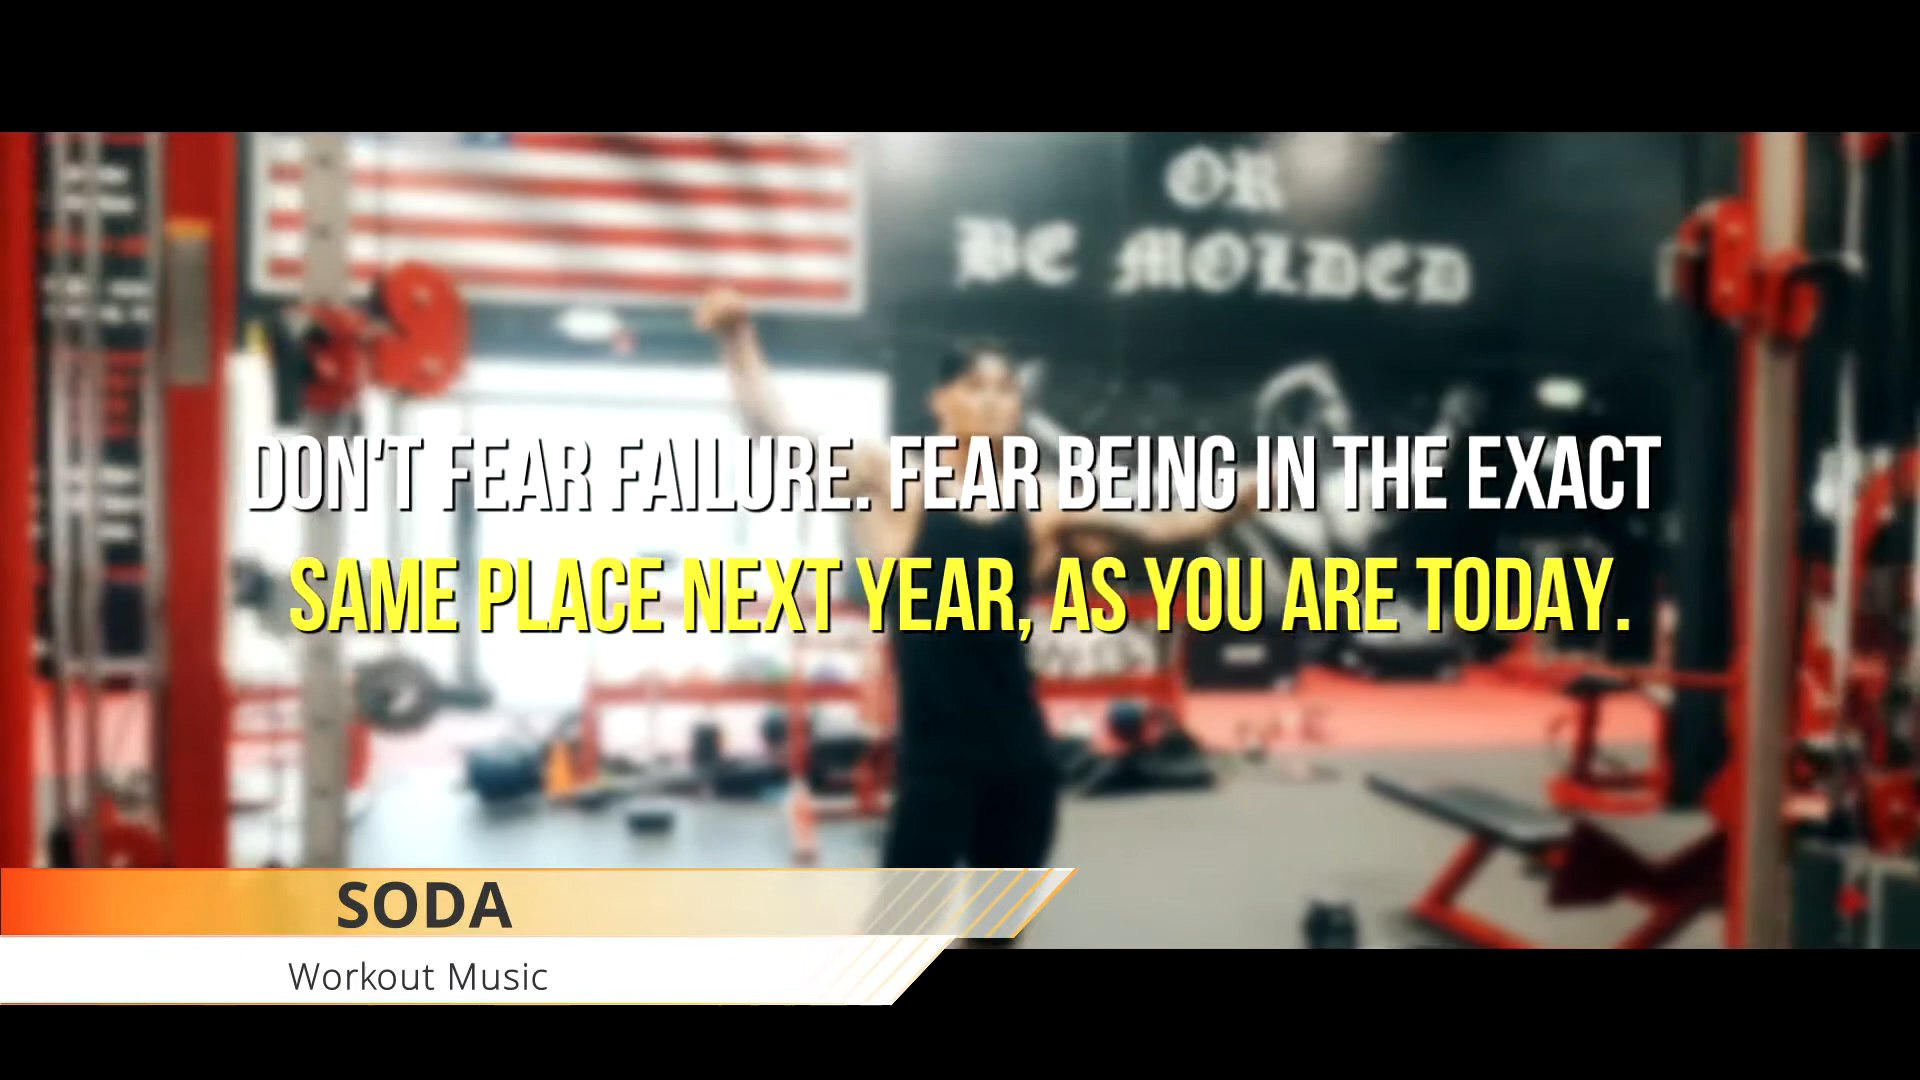 OR
BE MOLDED
DON'T FEAR FAILURE. FEAR BEING IN THE EXACT
SAME PLACE NEXT YEAR, AS YOU ARE TODAY.
SODA
Workout Music